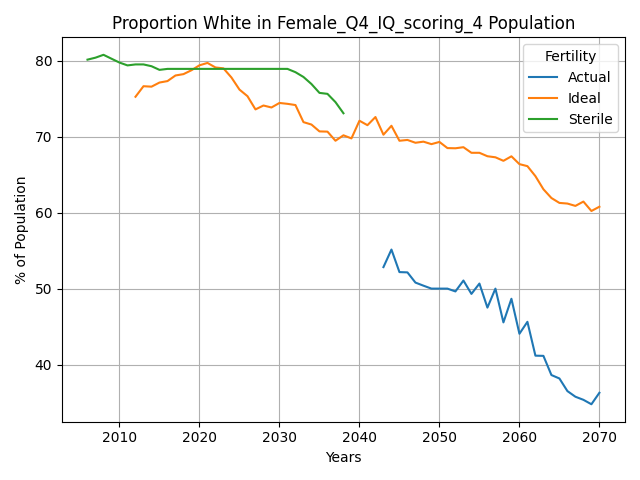 Proportion White in Female_Q4_IQ_scoring_4 Population
Fertility
Actual
Ideal
Sterile
% of Population
80
70
60
50
40
2010 2020 2030 2040 2050 2060 2070
Years